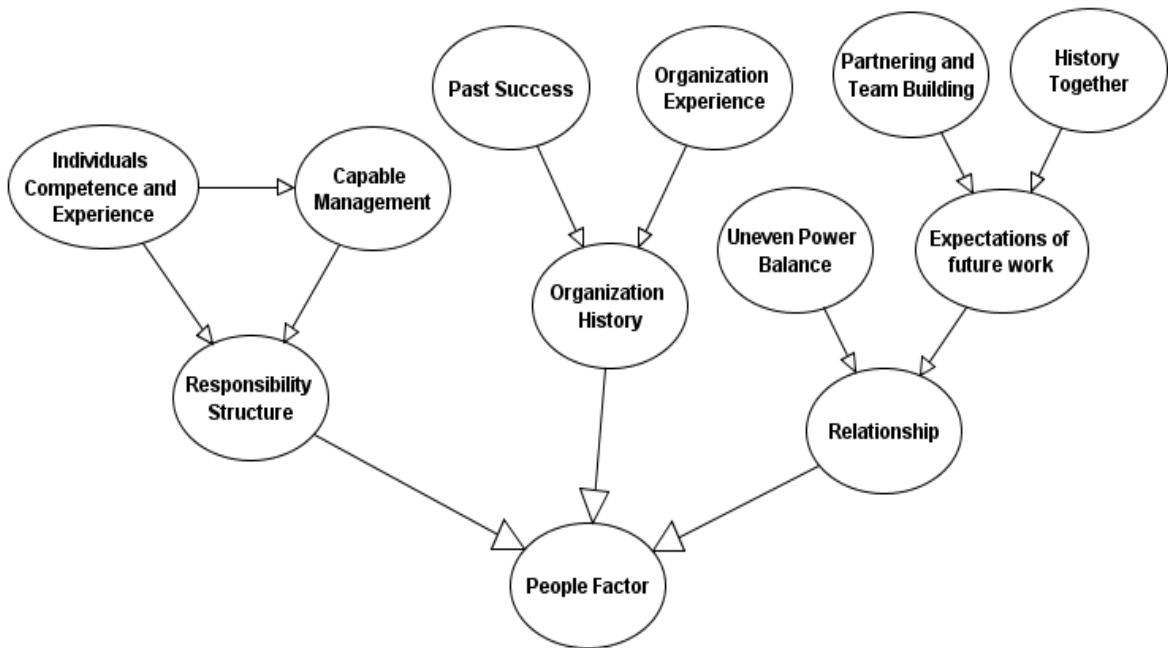 Past Success
Organization
Experience
Partnering and
Team Building
History
Together
Individuals
Competence and
Experience
Capable
Management
Uneven Power
Balance
Expectations of
future work
Organization
History
Responsibility
Structure
Relationship
People Factor